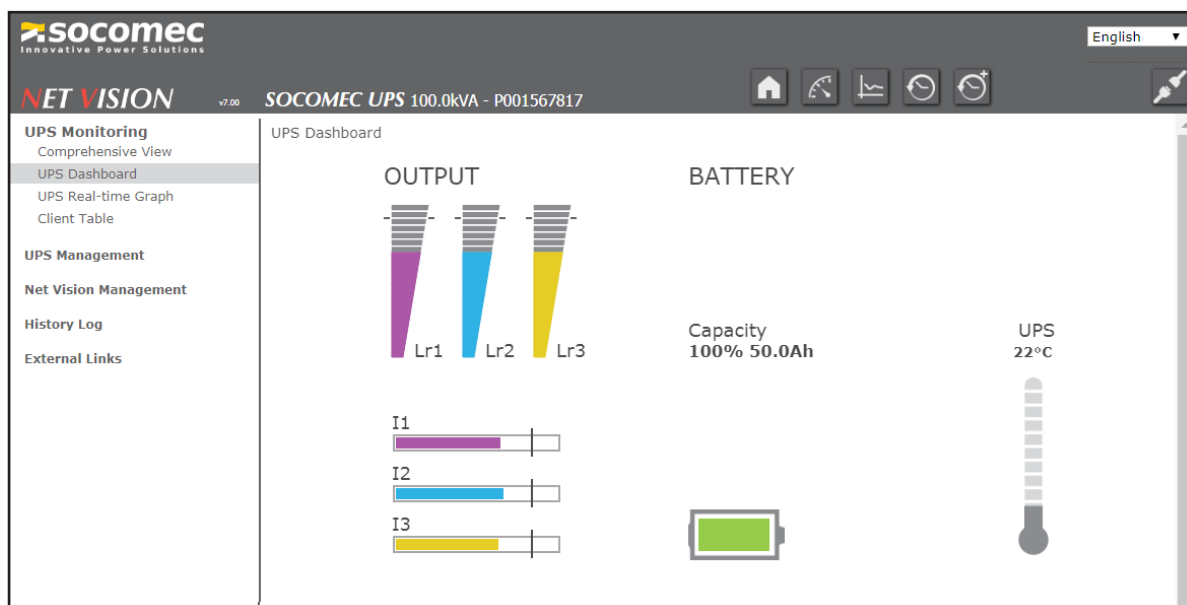 socomec
Innovative Power Solutions
English
NET VISION v7.00 SOCOMEC UPS 100.0kVA - P001567817
UPS Monitoring
Comprehensive View
UPS Dashboard
UPS Real-time Graph
Client Table
UPS Management
Net Vision Management
History Log
External Links
UPS Dashboard
OUTPUT
Lr1 Lr2 Lr3
I1
I2
I3
BATTERY
Capacity
100% 50.0Ah
UPS
22°C